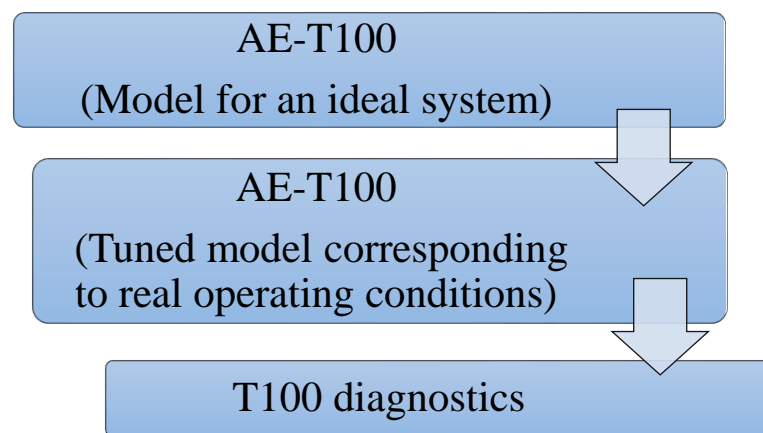 AE-T100
(Model for an ideal system)
AE-T100
(Tuned model corresponding
to real operating conditions)
T100 diagnostics